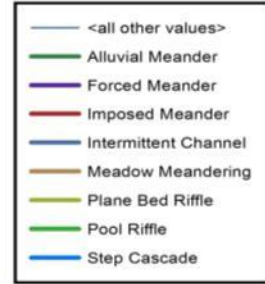 <all other values>
Alluvial Meander
Forced Meander
Imposed Meander
Intermittent Channel
Meadow Meandering
Plane Bed Riffle
Pool Riffle
Step Cascade